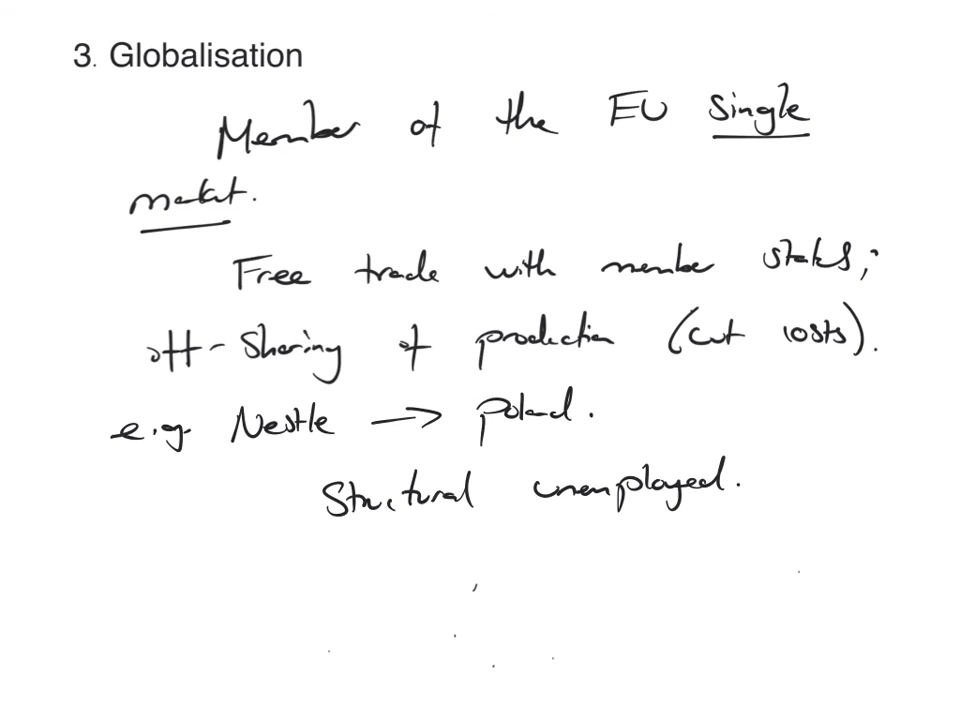 3. Globalisation
Member of the EU Single
market.
Free trade with member states;
off-shoring of production (cut costs).
e.g. Nestle → Poland.
Structural unemployed.